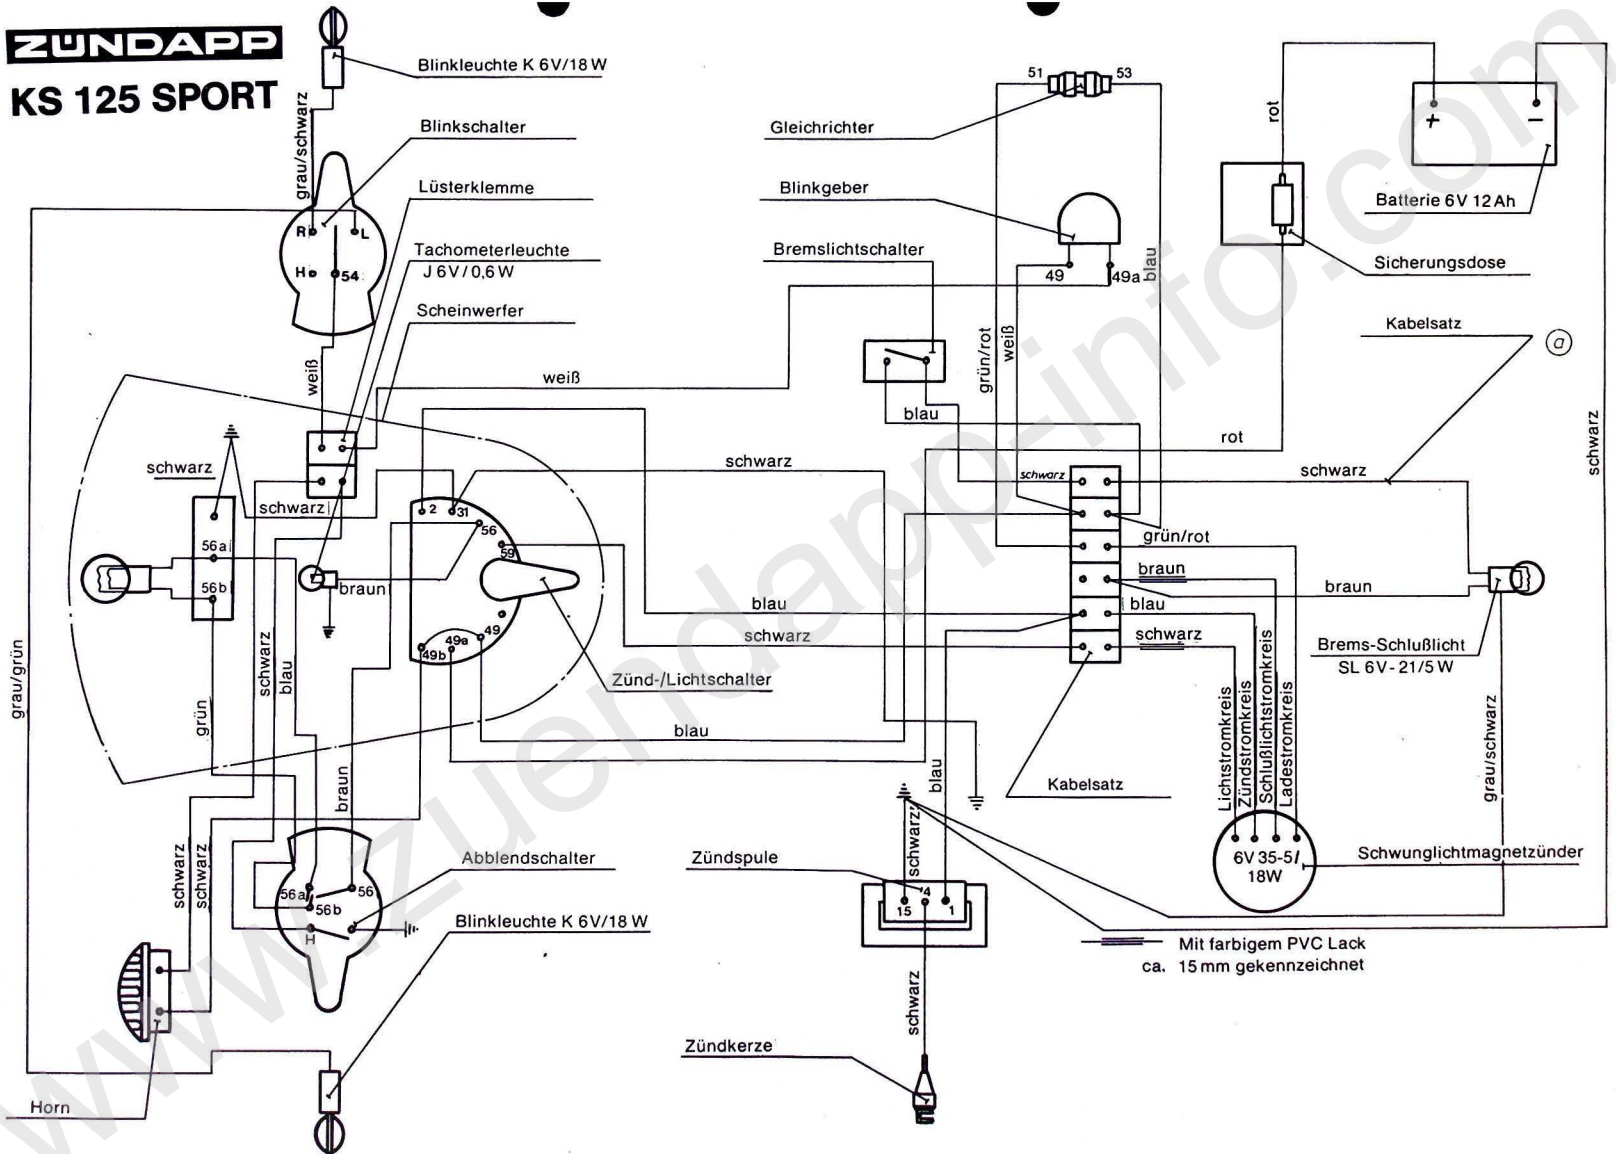 ZÜNDAPP
KS 125 SPORT
Blinkleuchte K 6V/18 W
grau/schwarz
Blinkschalter
Lüsterklemme
R
L
H
54
Tachometerleuchte
J 6V/0,6W
Scheinwerfer
weiß
51
53
Gleichrichter
Blinkgeber
49
49a
blau
Bremslichtschalter
grün/rot
weiß
weiß
blau
rot
+
–
Batterie 6V 12 Ah
Sicherungsdose
Kabelsatz
a
rot
schwarz
schwarz
schwarz
schwarz
schwarz
schwarz
2
31
56
59
49
49a
49b
56a
56b
braun
grün/rot
braun
braun
blau
blau
schwarz
schwarz
Brems-Schlußlicht
SL 6V - 21/5 W
Zünd-/Lichtschalter
grau/grün
grün
schwarz
blau
braun
blau
blau
Kabelsatz
Lichtstromkreis
Zündstromkreis
Schlußlichtstromkreis
Ladestromkreis
grau/schwarz
6V 35-5/
18W
Schwunglichtmagnetzünder
schwarz
schwarz
56a
56
56b
H
Abblendschalter
Blinkleuchte K 6V/18 W
Zündspule
schwarz
15
4
1
Mit farbigem PVC Lack
ca. 15 mm gekennzeichnet
schwarz
Zündkerze
Horn
www.zuendapp-info.com